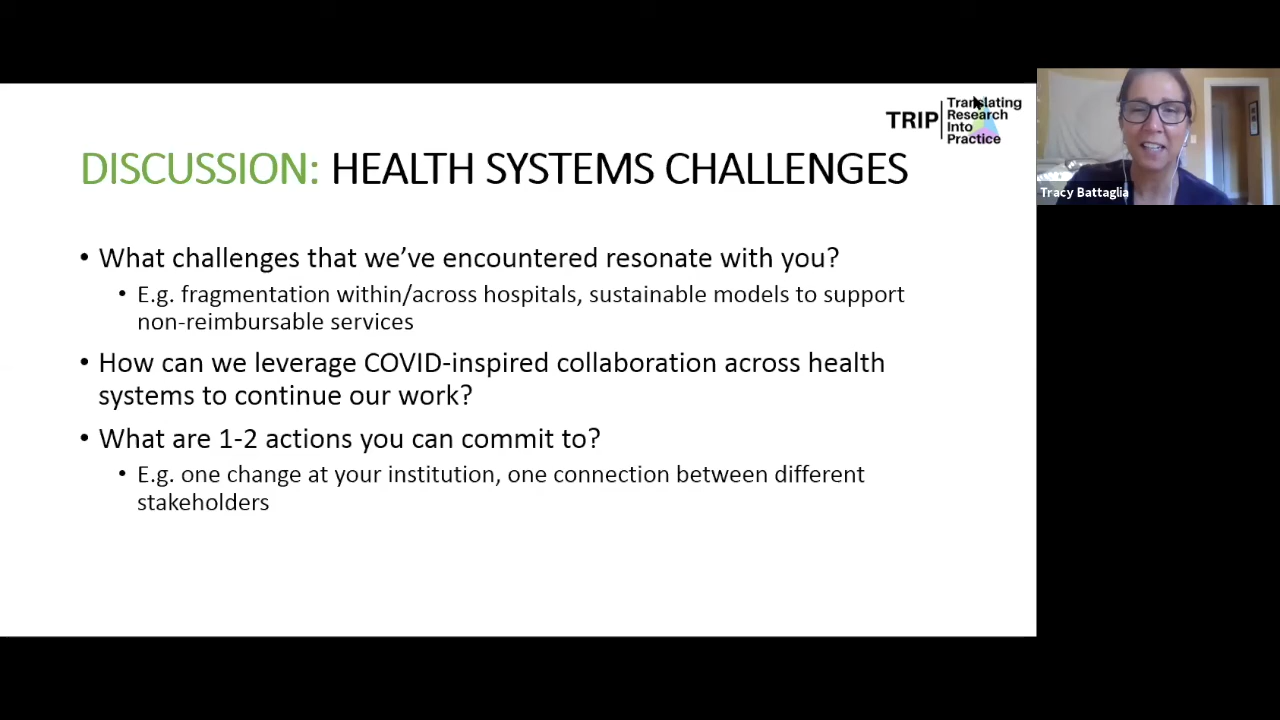 TRIP
Translating
Research
Into
Practice
DISCUSSION: HEALTH SYSTEMS CHALLENGES
• What challenges that we’ve encountered resonate with you?
• E.g. fragmentation within/across hospitals, sustainable models to support
non-reimbursable services
• How can we leverage COVID-inspired collaboration across health
systems to continue our work?
• What are 1-2 actions you can commit to?
• E.g. one change at your institution, one connection between different
stakeholders
Tracy Battaglia